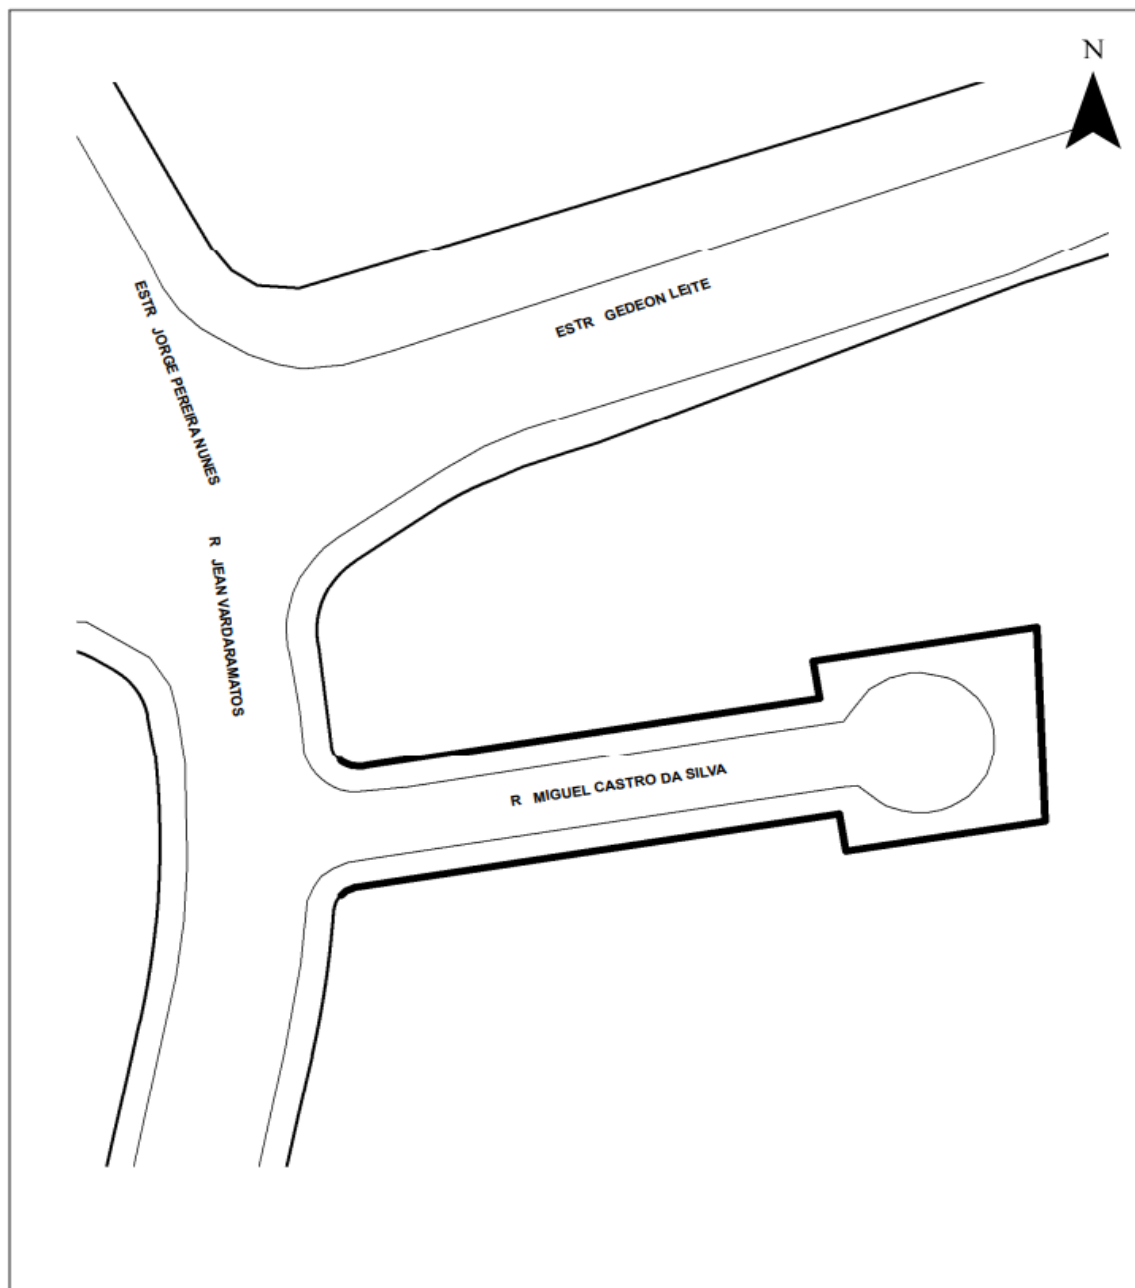 N
ESTR GEDEON LEITE
ESTR JORGE PEREIRA NUNES
R JEAN VARDARAMATOS
R MIGUEL CASTRO DA SILVA